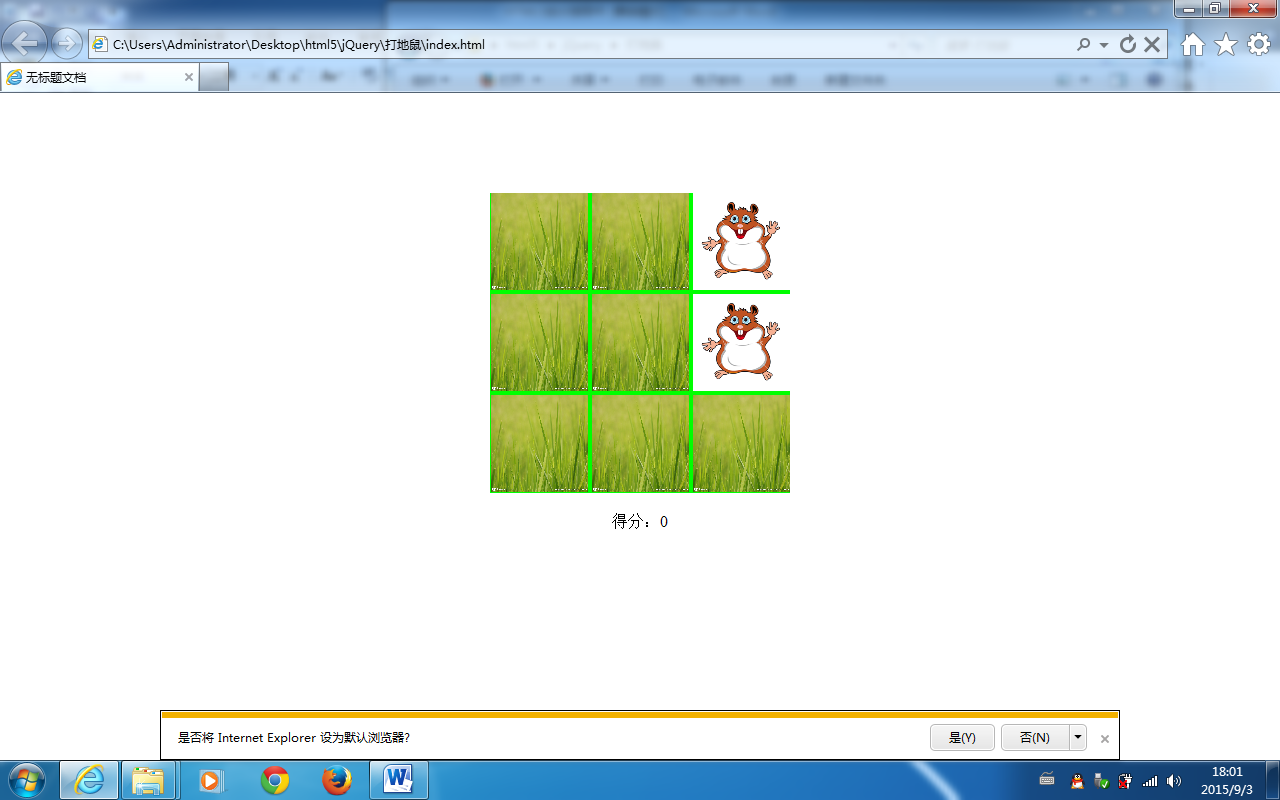 C:\Users\Administrator\Desktop\html5\jQuery\打地鼠\index.html
无标题文档
得分：0
是否将 Internet Explorer 设为默认浏览器?
是(Y)
否(N)
18:01
2015/9/3